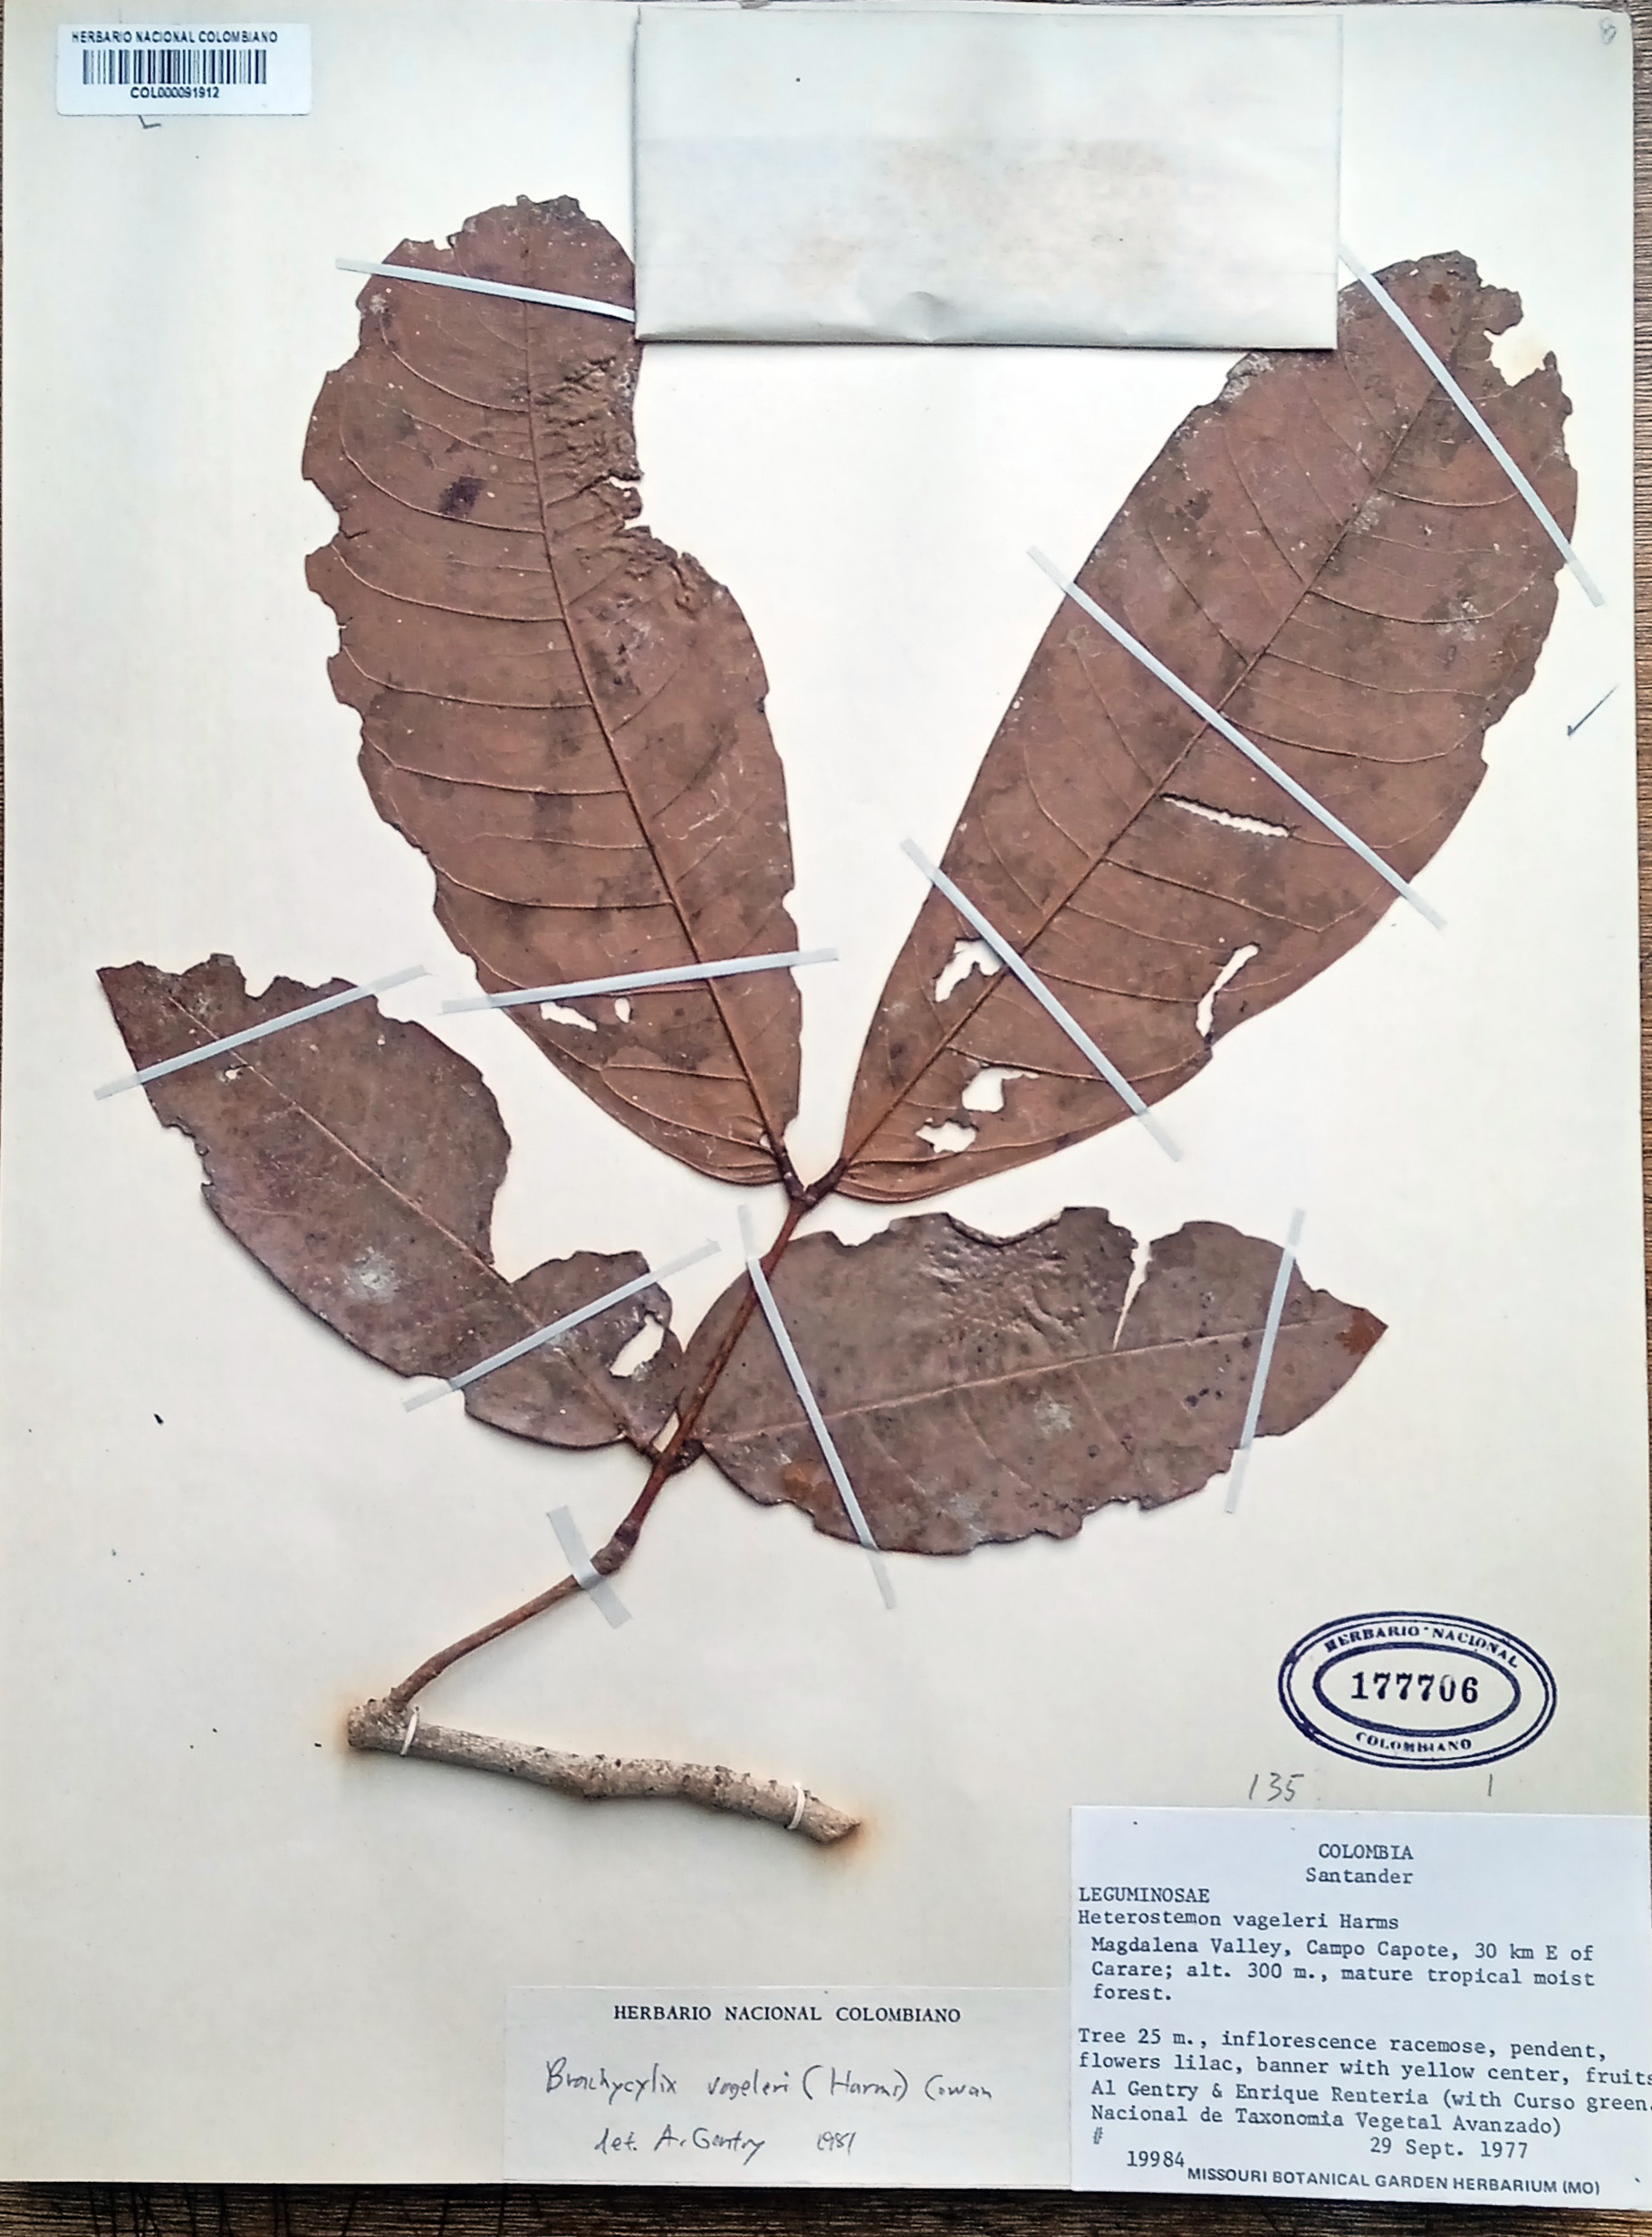 HERBARIO NACIONAL COLOMBIANO
COL000091912
8
HERBARIO NACIONAL
177706
COLOMBIANO
135 1
COLOMBIA
Santander
LEGUMINOSAE
Heterostemon vageleri Harms
Magdalena Valley, Campo Capote, 30 km E of
Carare; alt. 300 m., mature tropical moist
forest.
Tree 25 m., inflorescence racemose, pendent,
flowers lilac, banner with yellow center, fruits
Al Gentry & Enrique Renteria (with Curso green.
Nacional de Taxonomia Vegetal Avanzado)
#
19984
29 Sept. 1977
MISSOURI BOTANICAL GARDEN HERBARIUM (MO)
HERBARIO NACIONAL COLOMBIANO
Brachycylix vageleri (Harms) Cowan
det. A. Gentry 1981